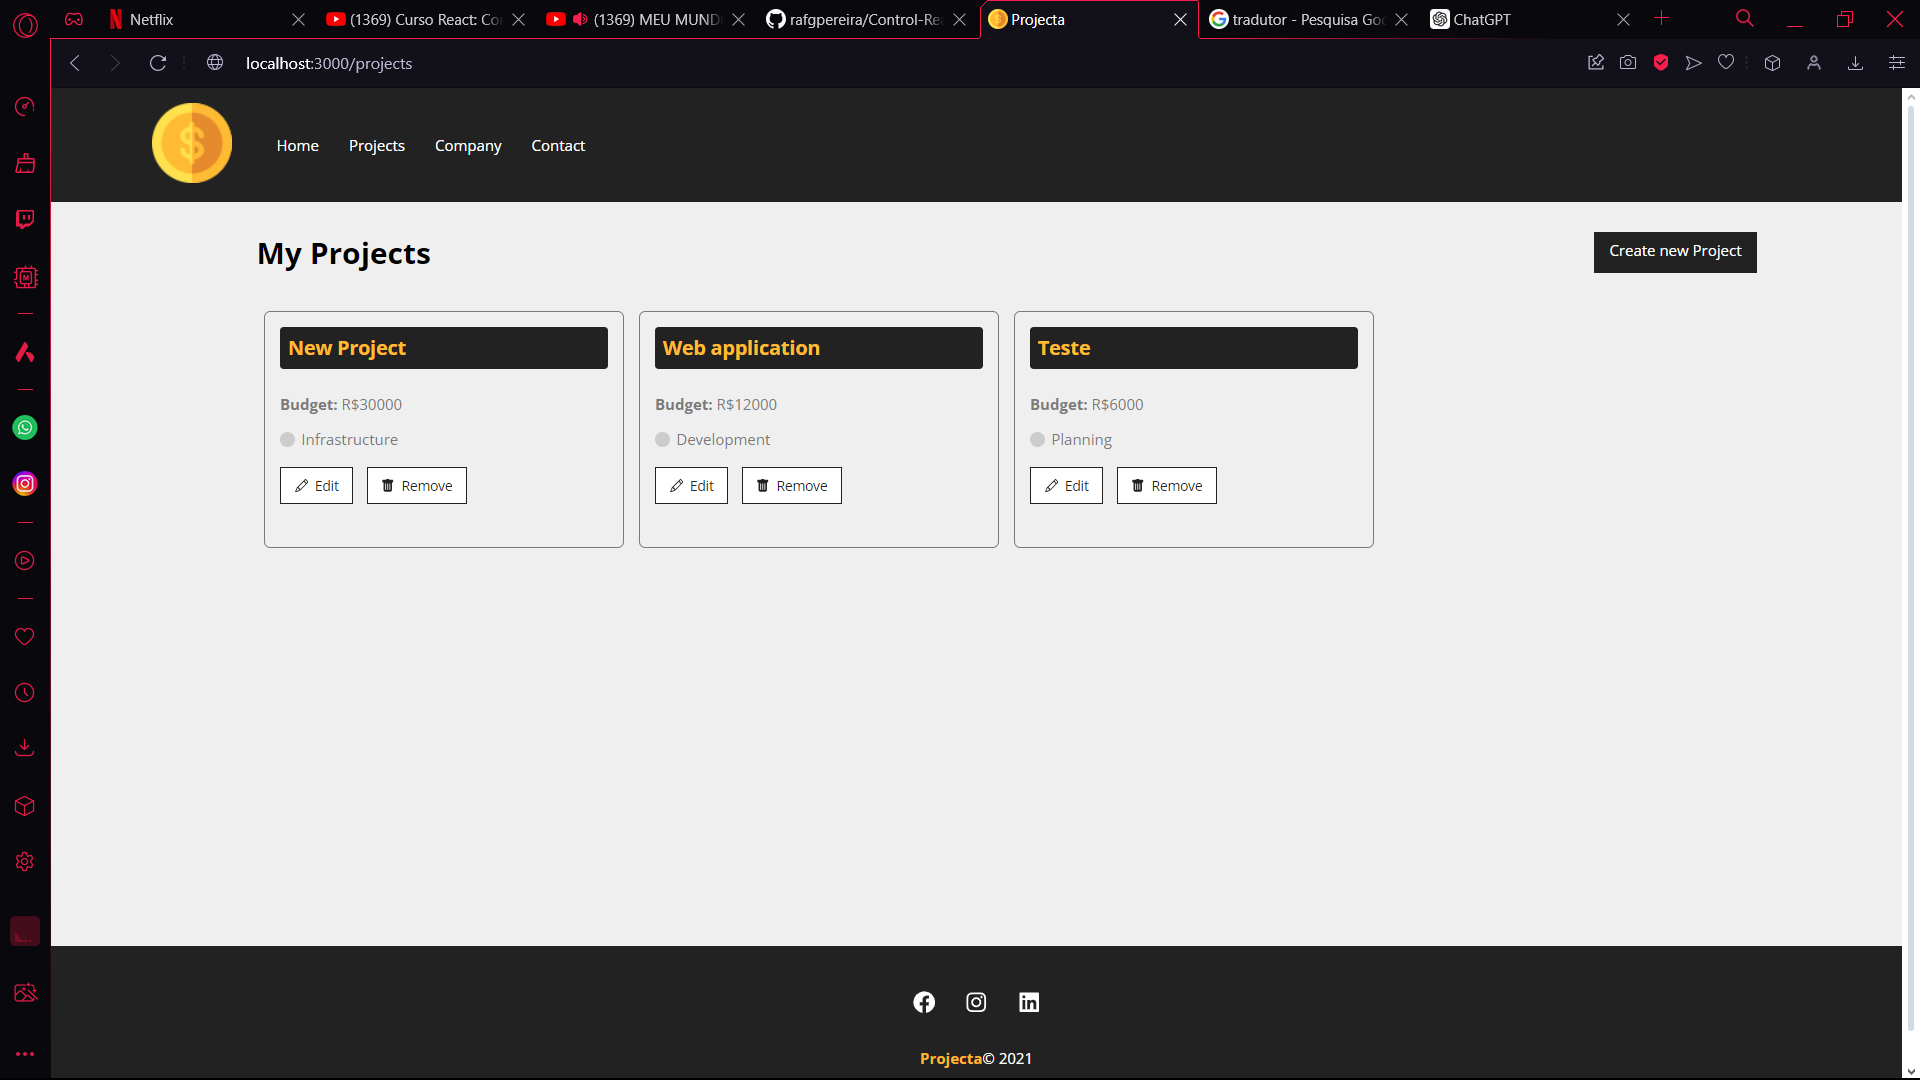 Netflix
(1369) Curso React: Co
(1369) MEU MUND
rafgpereira/Control-Rea
Projecta
tradutor - Pesquisa Goo
ChatGPT
localhost:3000/projects
$
Home
Projects
Company
Contact
My Projects
Create new Project
New Project
Budget: R$30000
Infrastructure
Edit
Remove
Web application
Budget: R$12000
Development
Edit
Remove
Teste
Budget: R$6000
Planning
Edit
Remove
Projecta© 2021